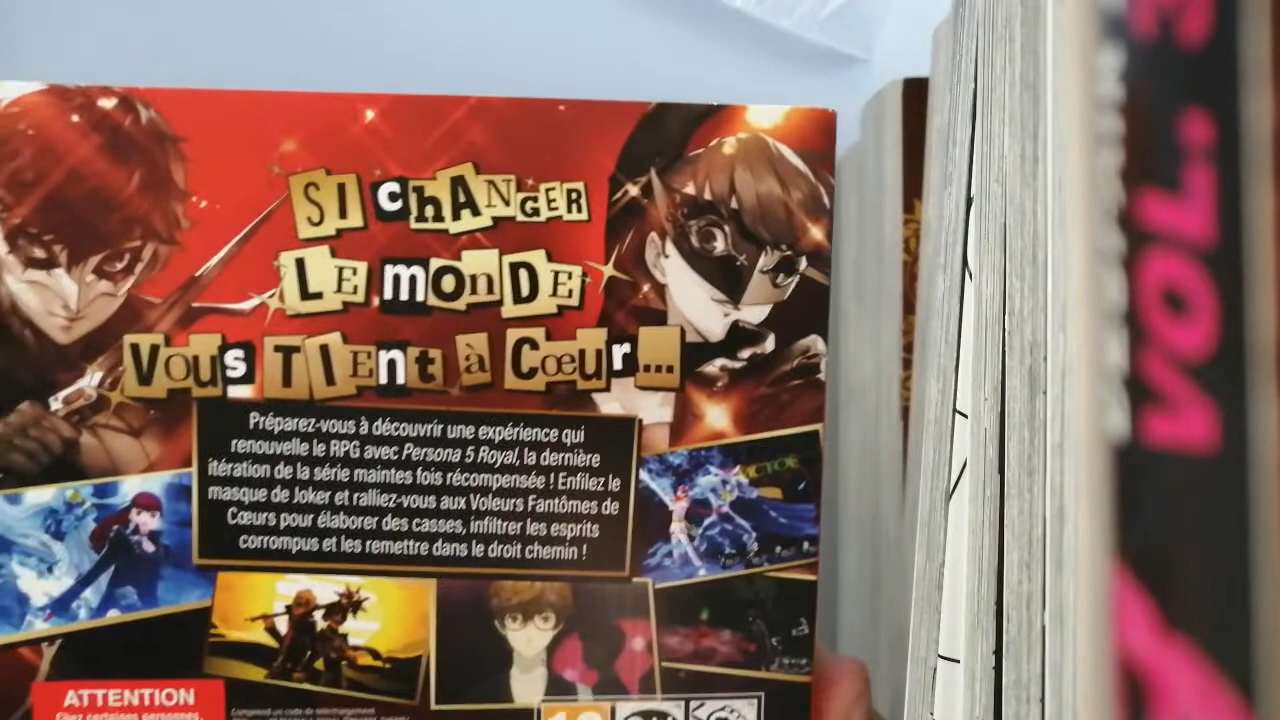 SI chANGER
LE monDE
Vous TIEnt à Cœur...
Préparez-vous à découvrir une expérience qui
renouvelle le RPG avec Persona 5 Royal, la dernière
itération de la série maintes fois récompensée ! Enfilez le
masque de Joker et ralliez-vous aux Voleurs Fantômes de
Cœurs pour élaborer des casses, infiltrer les esprits
corrompus et les remettre dans le droit chemin !
ATTENTION
Chez certaines personnes,
VOL. 3